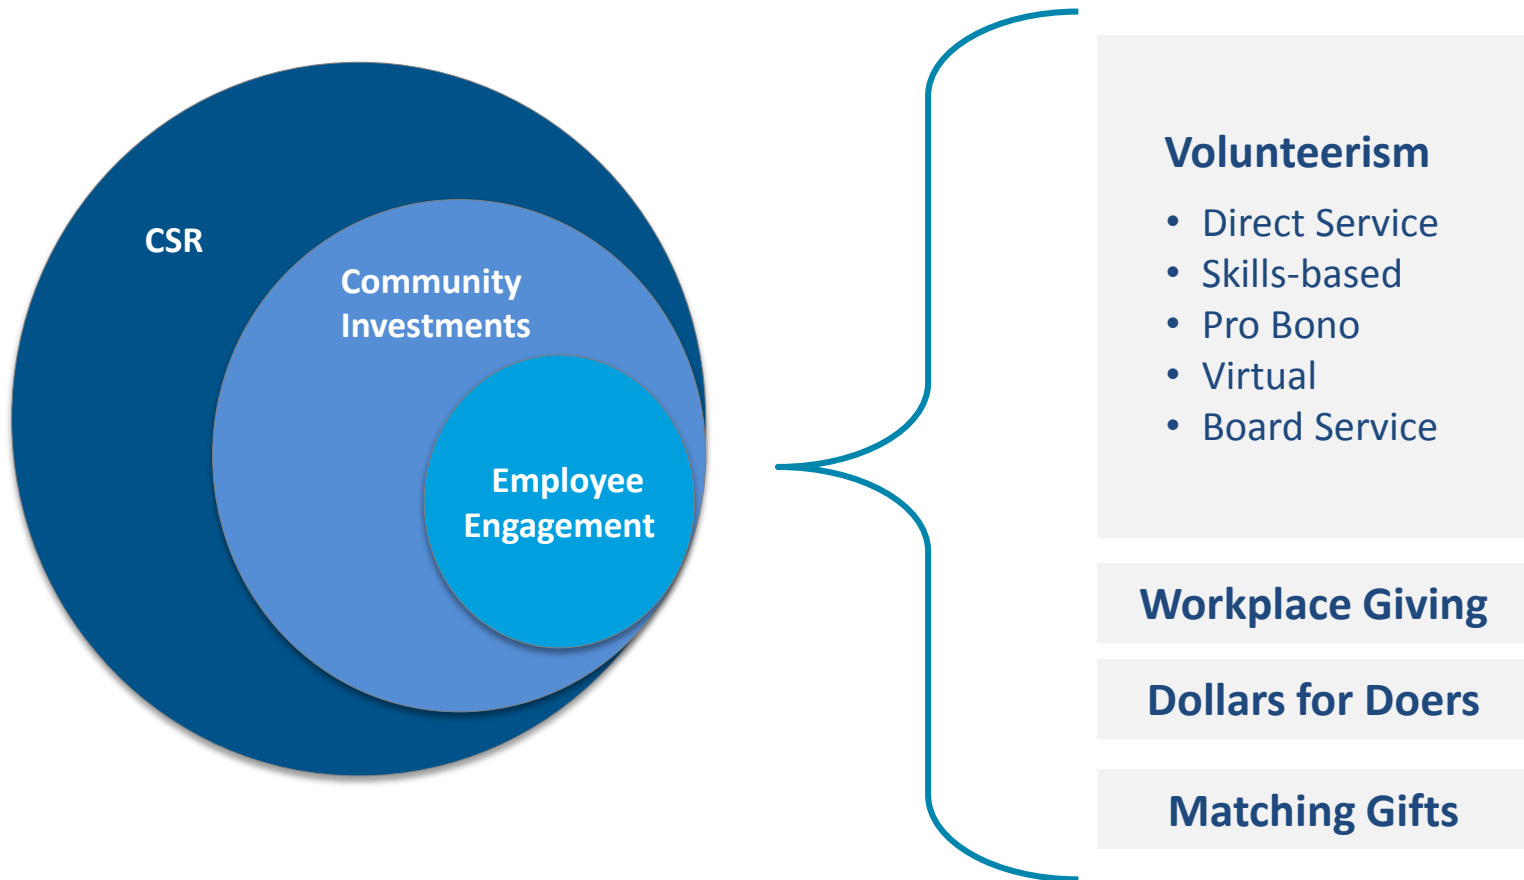 CSR
Community
Investments
Employee
Engagement
Volunteerism
• Direct Service
• Skills-based
• Pro Bono
• Virtual
• Board Service
Workplace Giving
Dollars for Doers
Matching Gifts